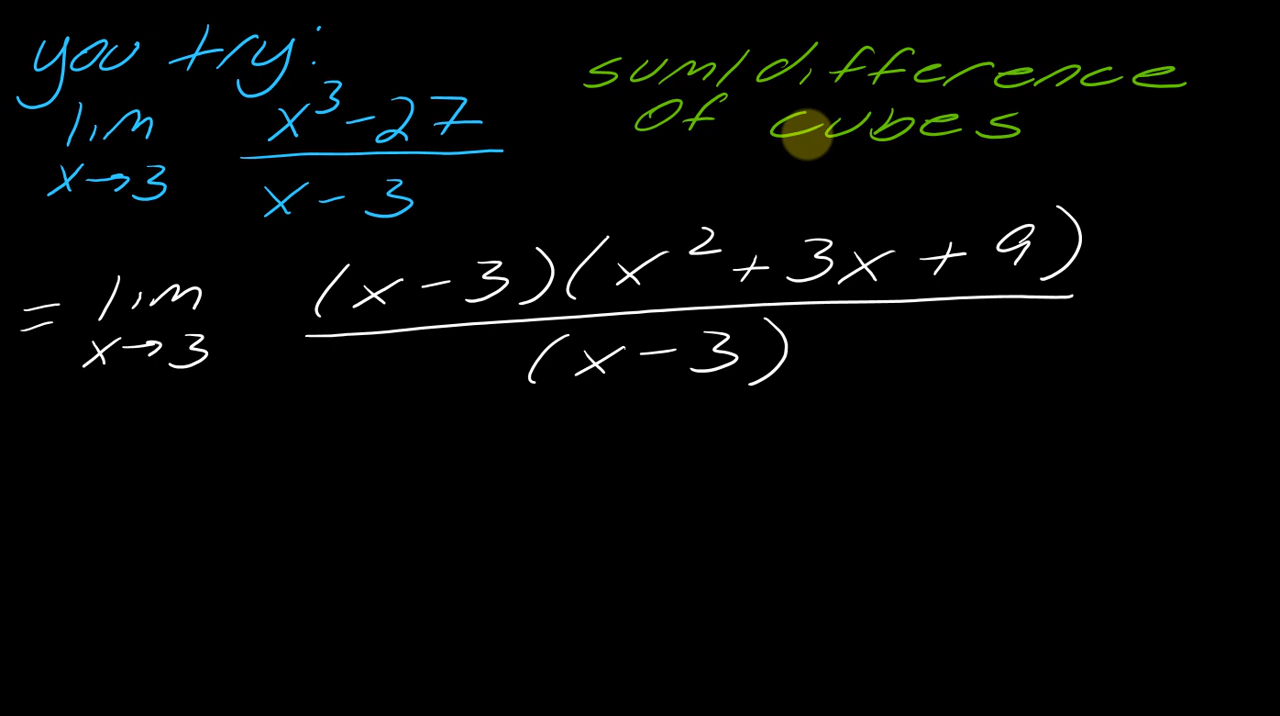 you try:
sum/difference
of cubes
lim x→3 (x³-27)/(x-3)
= lim x→3 ((x-3)(x²+3x+9))/((x-3))